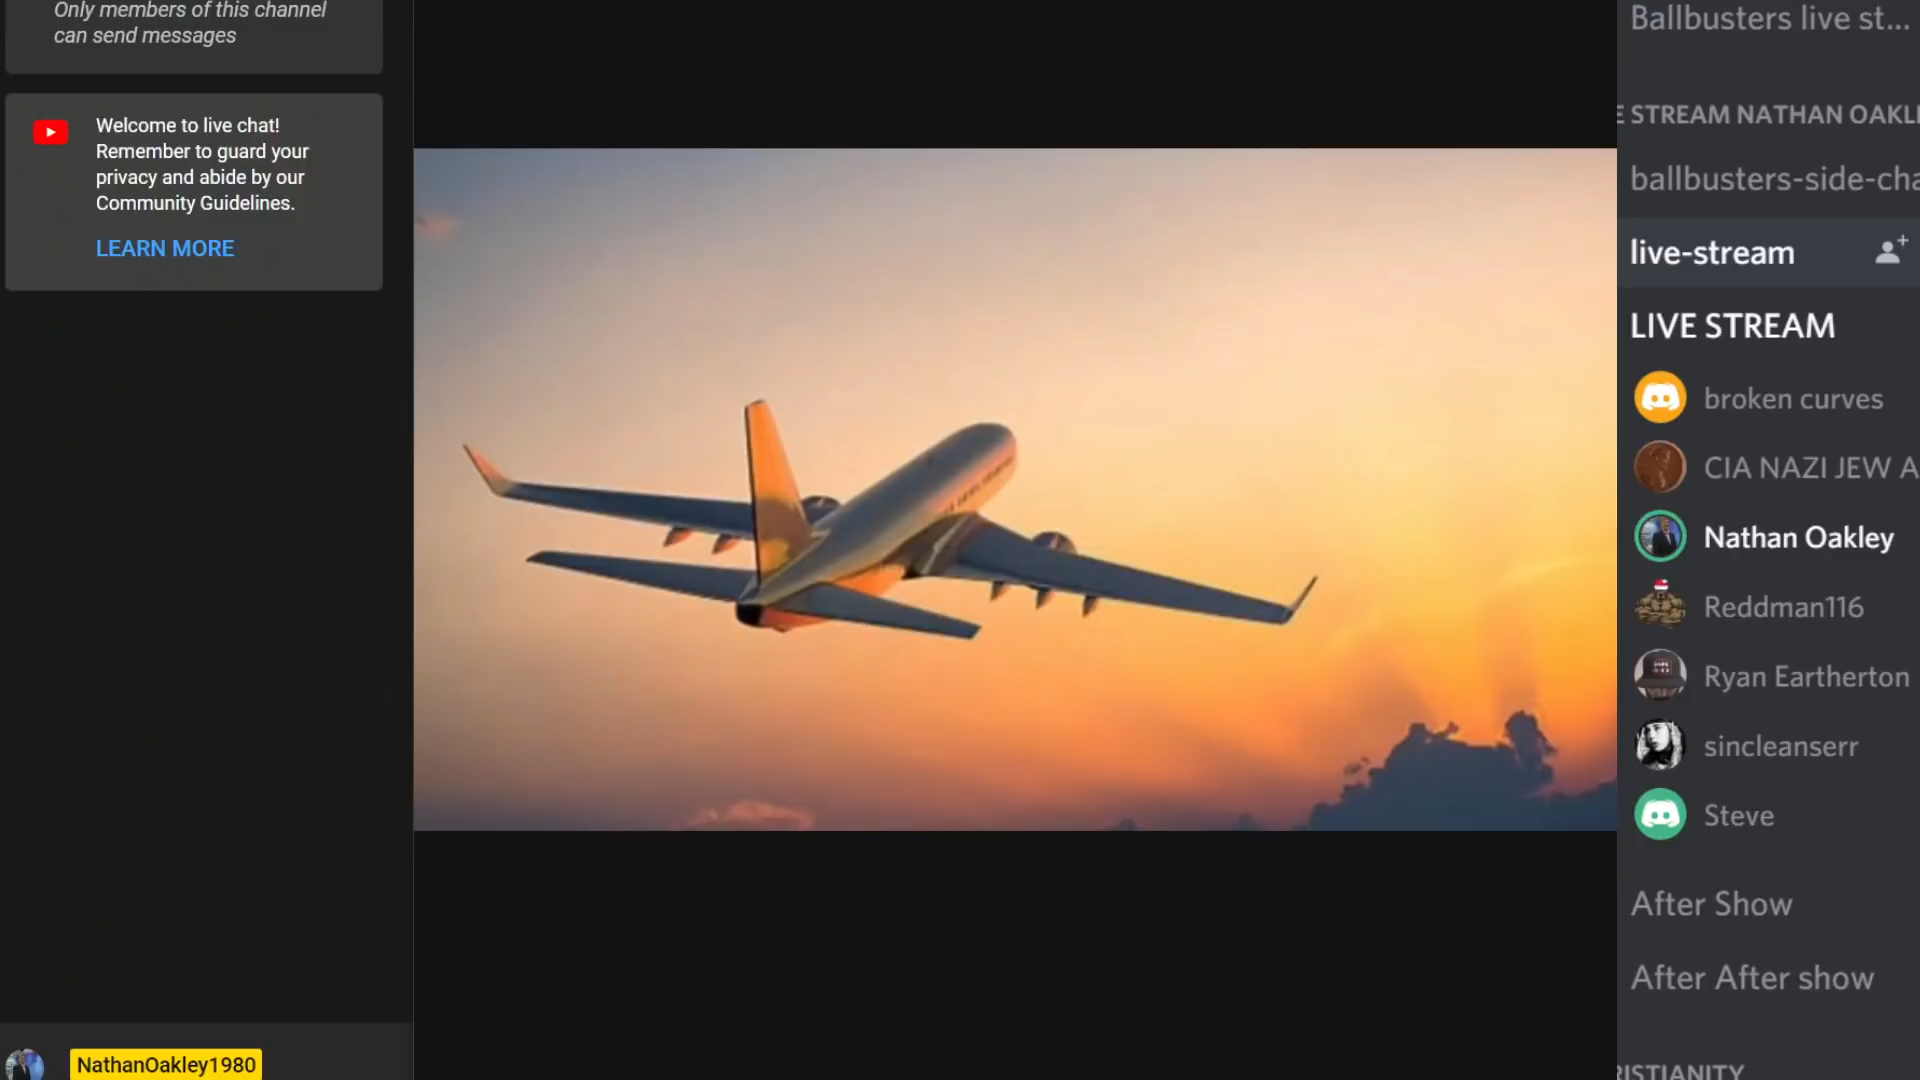 Only members of this channel
can send messages
Welcome to live chat!
Remember to guard your
privacy and abide by our
Community Guidelines.
LEARN MORE
NathanOakley1980
Ballbusters live st...
E STREAM NATHAN OAKL
ballbusters-side-cha
live-stream
LIVE STREAM
broken curves
CIA NAZI JEW A
Nathan Oakley
Reddman116
Ryan Eartherton
sincleanserr
Steve
After Show
After After show
RISTIANITY